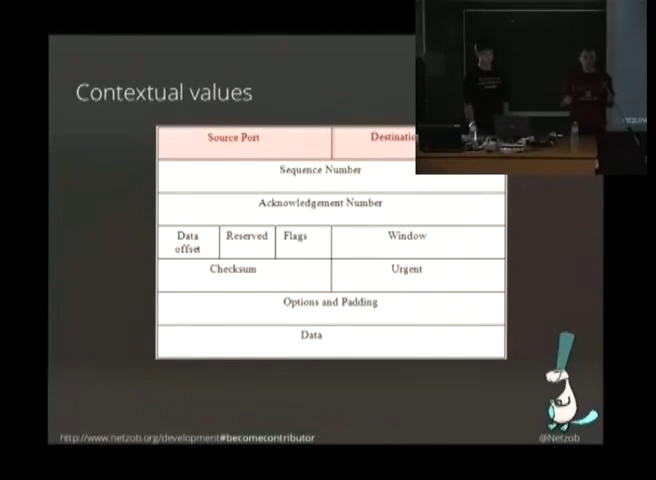 Contextual values
Source Port
Sequence Number
Acknowledgement Number
Data offset
Reserved
Flags
Window
Checksum
Urgent
Options and Padding
Data
http://www.netzob.org/development#becomecontributor
@Netzob